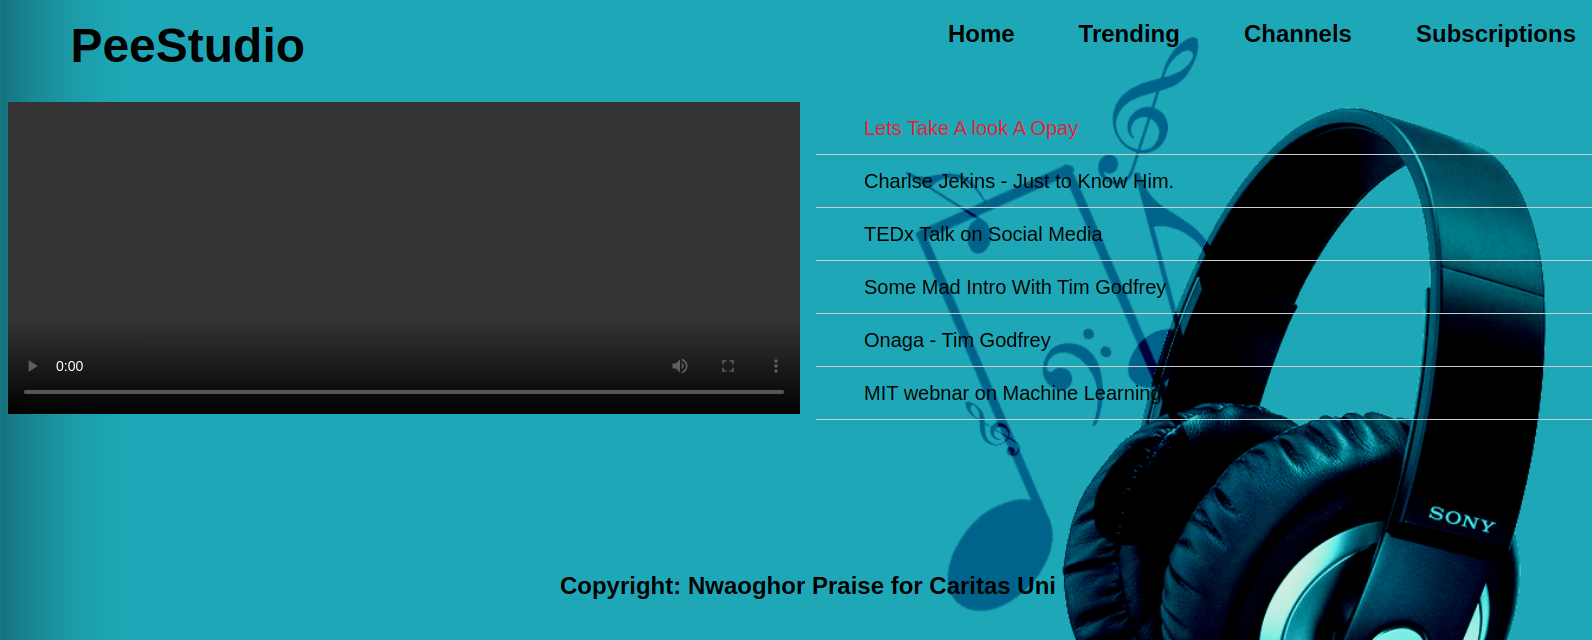 PeeStudio
Home Trending Channels Subscriptions
Lets Take A look A Opay
Charlse Jekins - Just to Know Him.
TEDx Talk on Social Media
Some Mad Intro With Tim Godfrey
Onaga - Tim Godfrey
MIT webnar on Machine Learning
0:00
SONY
Copyright: Nwaoghor Praise for Caritas Uni